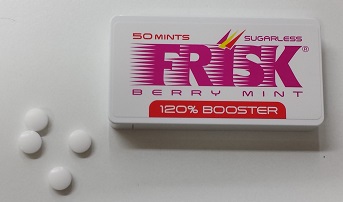 50 MINTS SUGARLESS
FRISK®
BERRY MINT
120% BOOSTER